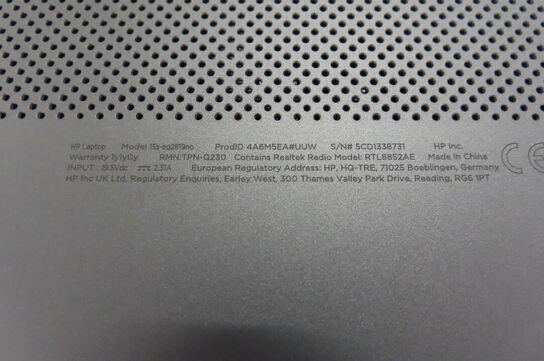 HP Laptop Model 15s-eq2819no ProdID 4A6M5EA#UUW S/N# 5CD1338731 HP Inc.
Warranty 1y1y0y RMN:TPN-Q230 Contains Realtek Radio Model: RTL8852AE Made in China
INPUT : 19.5Vdc ⎓ 2.31A European Regulatory Address: HP, HQ-TRE, 71025 Boeblingen, Germany
HP Inc UK Ltd, Regulatory Enquiries, Earley West, 300 Thames Valley Park Drive, Reading, RG6 1PT
CE